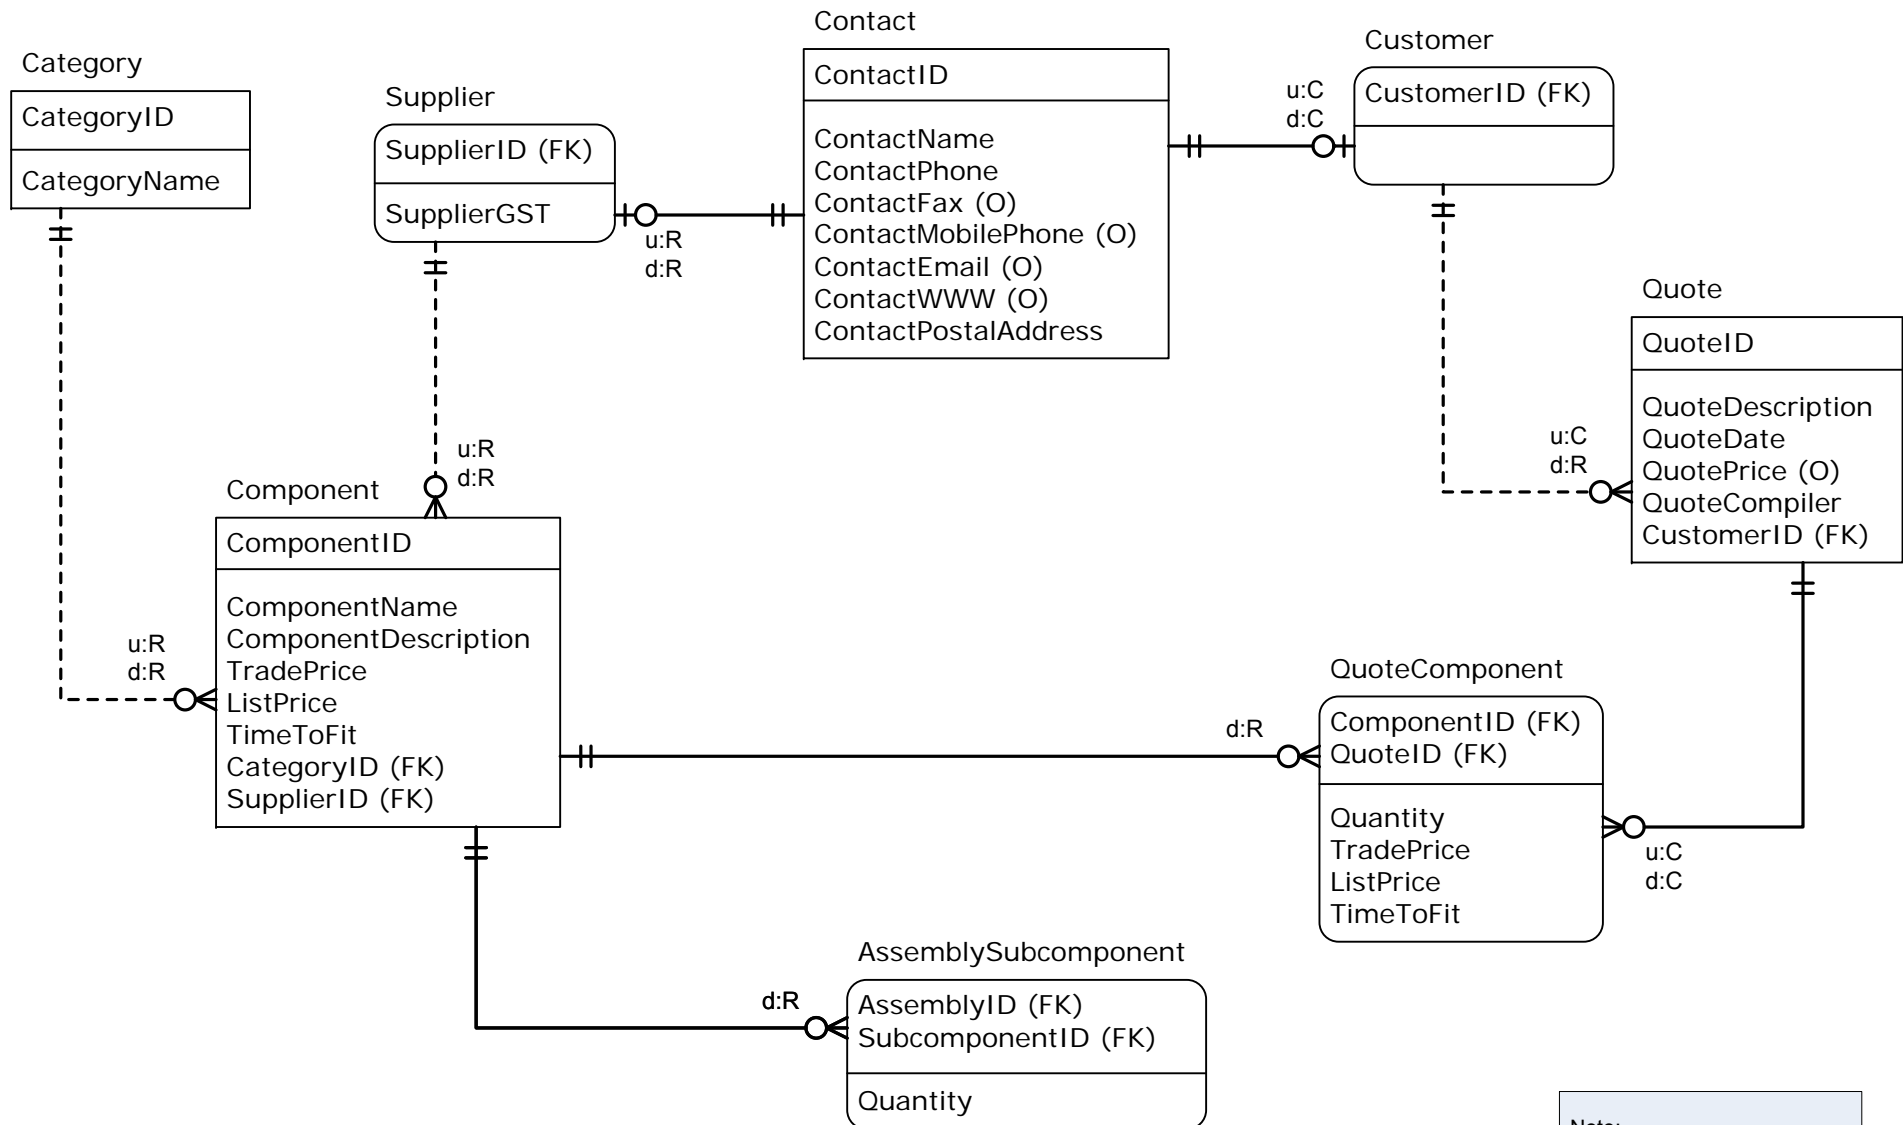 Contact
ContactID
ContactName
ContactPhone
ContactFax (O)
ContactMobilePhone (O)
ContactEmail (O)
ContactWWW (O)
ContactPostalAddress
Customer
CustomerID (FK)
u:C
d:C
Category
CategoryID
CategoryName
Supplier
SupplierID (FK)
SupplierGST
u:R
d:R
Quote
QuoteID
QuoteDescription
QuoteDate
QuotePrice (O)
QuoteCompiler
CustomerID (FK)
u:C
d:R
u:R
d:R
Component
ComponentID
ComponentName
ComponentDescription
TradePrice
ListPrice
TimeToFit
CategoryID (FK)
SupplierID (FK)
u:R
d:R
QuoteComponent
ComponentID (FK)
QuoteID (FK)
Quantity
TradePrice
ListPrice
TimeToFit
d:R
u:C
d:C
AssemblySubcomponent
AssemblyID (FK)
SubcomponentID (FK)
Quantity
d:R
Note: